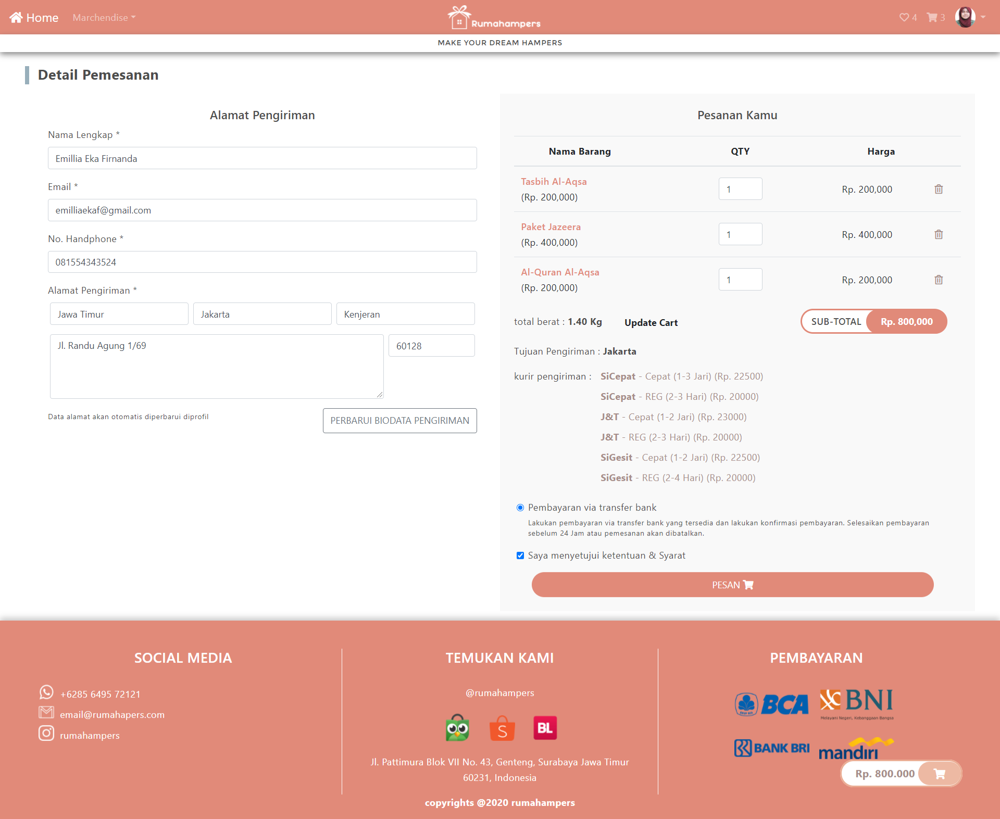 Home Marchendise Rumahampers 4 3
MAKE YOUR DREAM HAMPERS
Detail Pemesanan
Alamat Pengiriman
Nama Lengkap *
Emillia Eka Firnanda
Email *
emilliaekaf@gmail.com
No. Handphone *
081554343524
Alamat Pengiriman *
Jawa Timur Jakarta Kenjeran
Jl. Randu Agung 1/69 60128
Data alamat akan otomatis diperbarui diprofil PERBARUI BIODATA PENGIRIMAN
Pesanan Kamu
Nama Barang QTY Harga
Tasbih Al-Aqsa
(Rp. 200,000) 1 Rp. 200,000
Paket Jazeera
(Rp. 400,000) 1 Rp. 400,000
Al-Quran Al-Aqsa
(Rp. 200,000) 1 Rp. 200,000
total berat : 1.40 Kg Update Cart SUB-TOTAL Rp. 800,000
Tujuan Pengiriman : Jakarta
kurir pengiriman : SiCepat - Cepat (1-3 Jari) (Rp. 22500)
SiCepat - REG (2-3 Hari) (Rp. 20000)
J&T - Cepat (1-2 Jari) (Rp. 23000)
J&T - REG (2-3 Hari) (Rp. 20000)
SiGesit - Cepat (1-2 Jari) (Rp. 22500)
SiGesit - REG (2-4 Hari) (Rp. 20000)
Pembayaran via transfer bank
Lakukan pembayaran via transfer bank yang tersedia dan lakukan konfirmasi pembayaran. Selesaikan pembayaran
sebelum 24 Jam atau pemesanan akan dibatalkan.
Saya menyetujui ketentuan & Syarat
PESAN
SOCIAL MEDIA
+6285 6495 72121
email@rumahapers.com
rumahampers
TEMUKAN KAMI
@rumahampers
S BL
Jl. Pattimura Blok VII No. 43, Genteng, Surabaya Jawa Timur
60231, Indonesia
PEMBAYARAN
BCA BNI
Melayani Negeri, Kebanggaan Bangsa
BANK BRI mandiri
Rp. 800.000
copyrights @2020 rumahampers